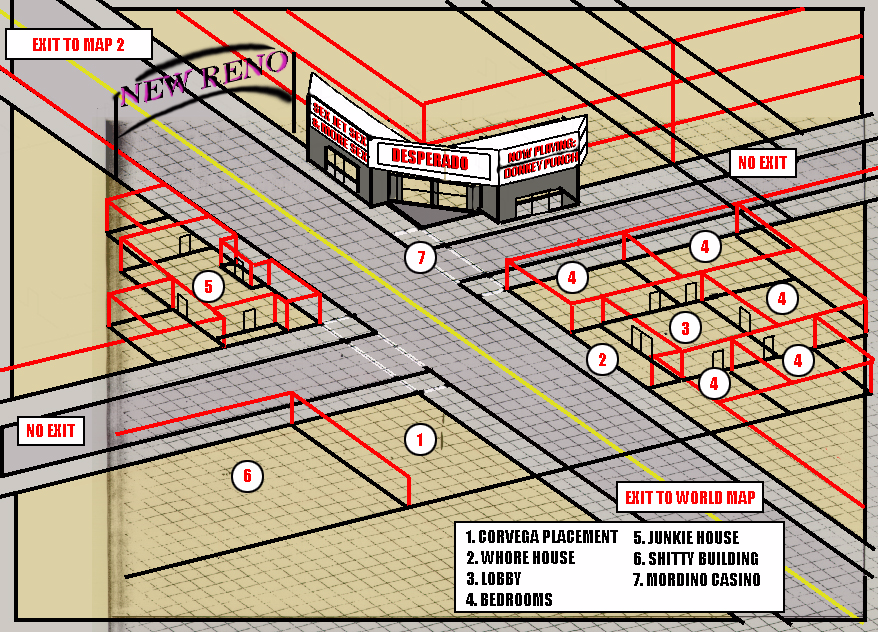 EXIT TO MAP 2
NEW RENO
SEX JET SEX
& MORE SEX
DESPERADO
NOW PLAYING:
DONKEY PUNCH
NO EXIT
7
4
4
5
4
3
2
4
4
NO EXIT
1
6
EXIT TO WORLD MAP
1. CORVEGA PLACEMENT
2. WHORE HOUSE
3. LOBBY
4. BEDROOMS
5. JUNKIE HOUSE
6. SHITTY BUILDING
7. MORDINO CASINO